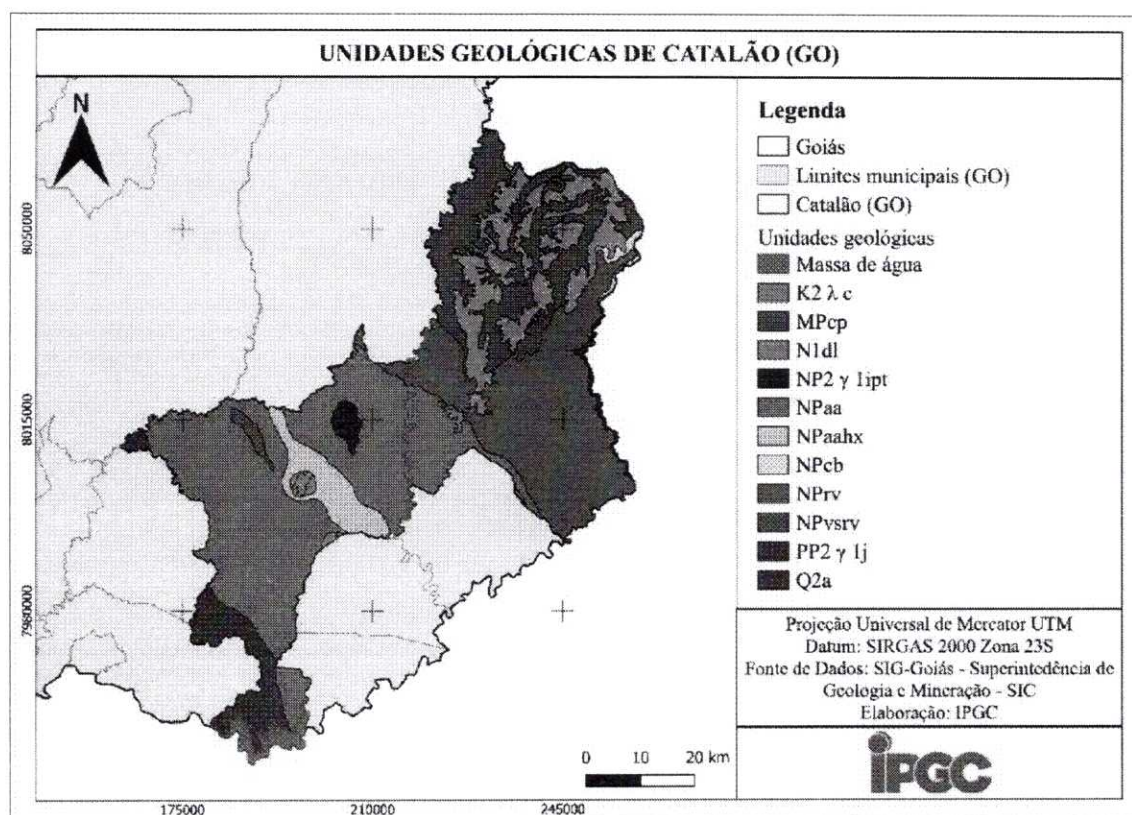 UNIDADES GEOLÓGICAS DE CATALÃO (GO)
N
8050000
8015000
7980000
175000
210000
245000
0 10 20 km
Legenda
Goiás
Limites municipais (GO)
Catalão (GO)
Unidades geológicas
Massa de água
K2 λ c
MPcp
N1dl
NP2 γ 1ipt
NPaa
NPaahx
NPcb
NPrv
NPvsrv
PP2 γ 1j
Q2a
Projeção Universal de Mercator UTM
Datum: SIRGAS 2000 Zona 23S
Fonte de Dados: SIG-Goiás - Superintedência de
Geologia e Mineração - SIC
Elaboração: IPGC
iPGC